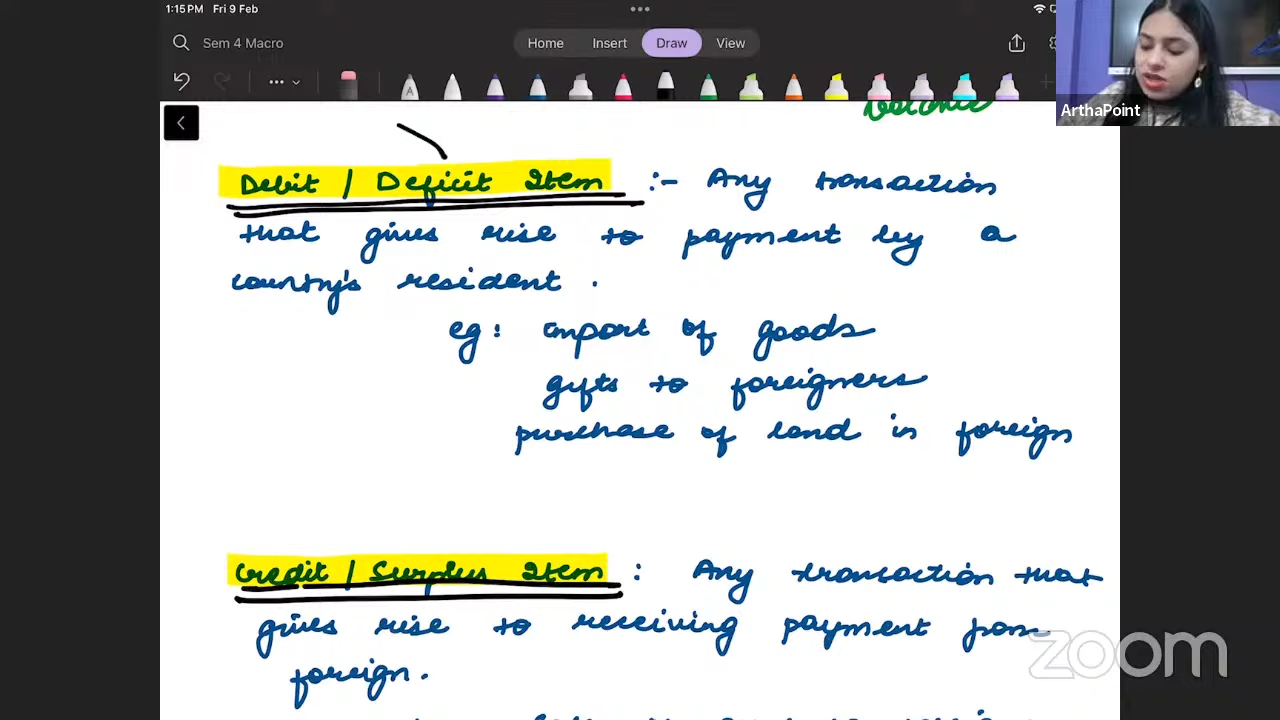 1:15 PM Fri 9 Feb
Sem 4 Macro
Home Insert Draw View
ArthaPoint
Balance
Debit / Deficit Item :- Any transaction
that gives rise to payment by a
country's resident .
eg : import of goods
gifts to foreigners
purchase of land in foreign
Credit / Surplus Item : Any transaction that
gives rise to receiving payment from
foreign .
zoom